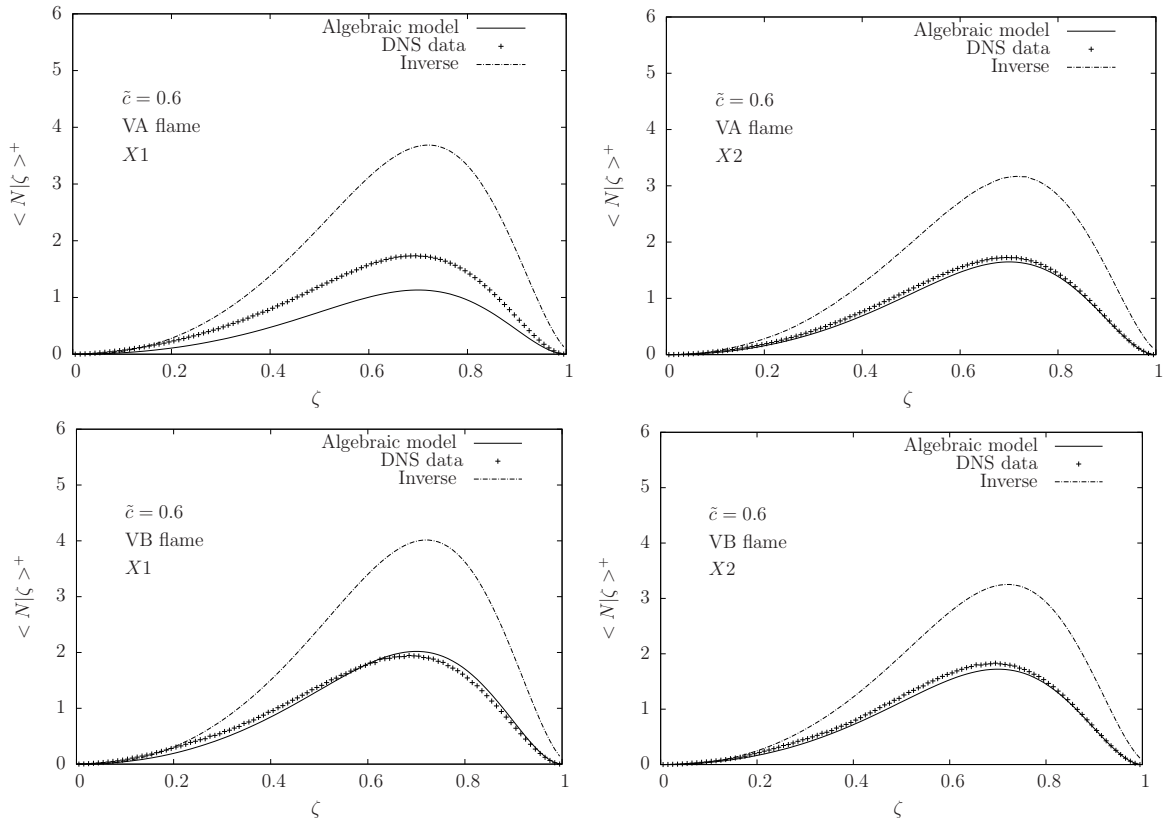 6
5
4
3
2
1
0
0
0.2
0.4
0.6
0.8
1
< N|ζ >+
ζ
Algebraic model
DNS data
Inverse
c̃ = 0.6
VA flame
X1
6
5
4
3
2
1
0
0
0.2
0.4
0.6
0.8
1
< N|ζ >+
ζ
Algebraic model
DNS data
Inverse
c̃ = 0.6
VA flame
X2
6
5
4
3
2
1
0
0
0.2
0.4
0.6
0.8
1
< N|ζ >+
ζ
Algebraic model
DNS data
Inverse
c̃ = 0.6
VB flame
X1
6
5
4
3
2
1
0
0
0.2
0.4
0.6
0.8
1
< N|ζ >+
ζ
Algebraic model
DNS data
Inverse
c̃ = 0.6
VB flame
X2